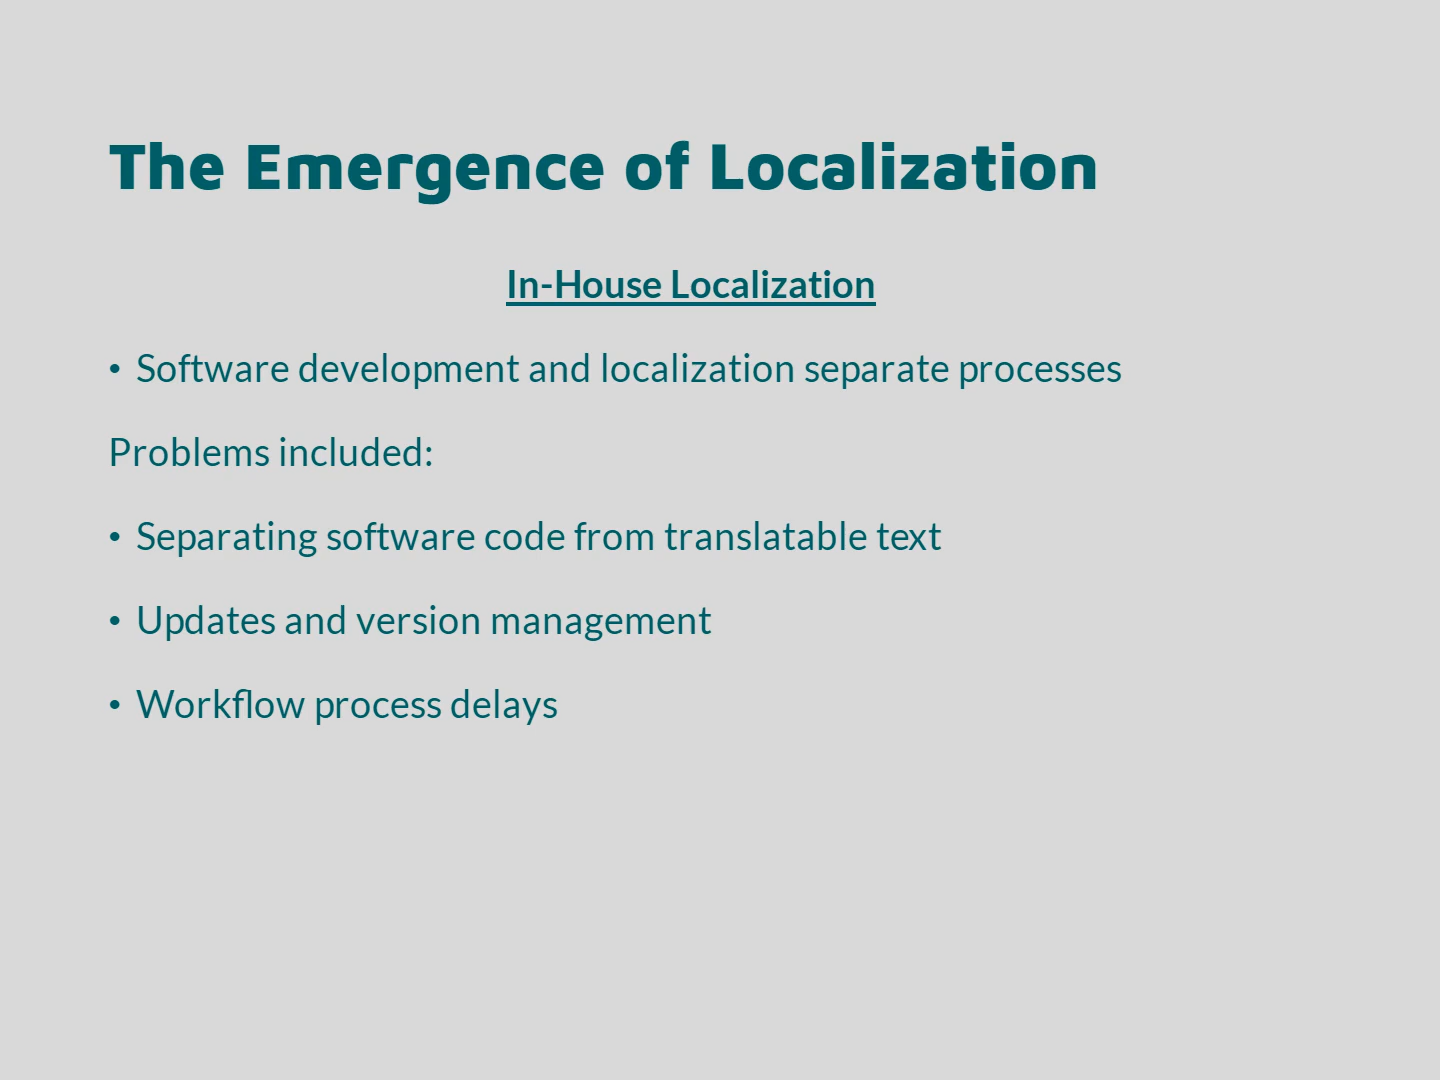 The Emergence of Localization
In-House Localization
• Software development and localization separate processes
Problems included:
• Separating software code from translatable text
• Updates and version management
• Workflow process delays